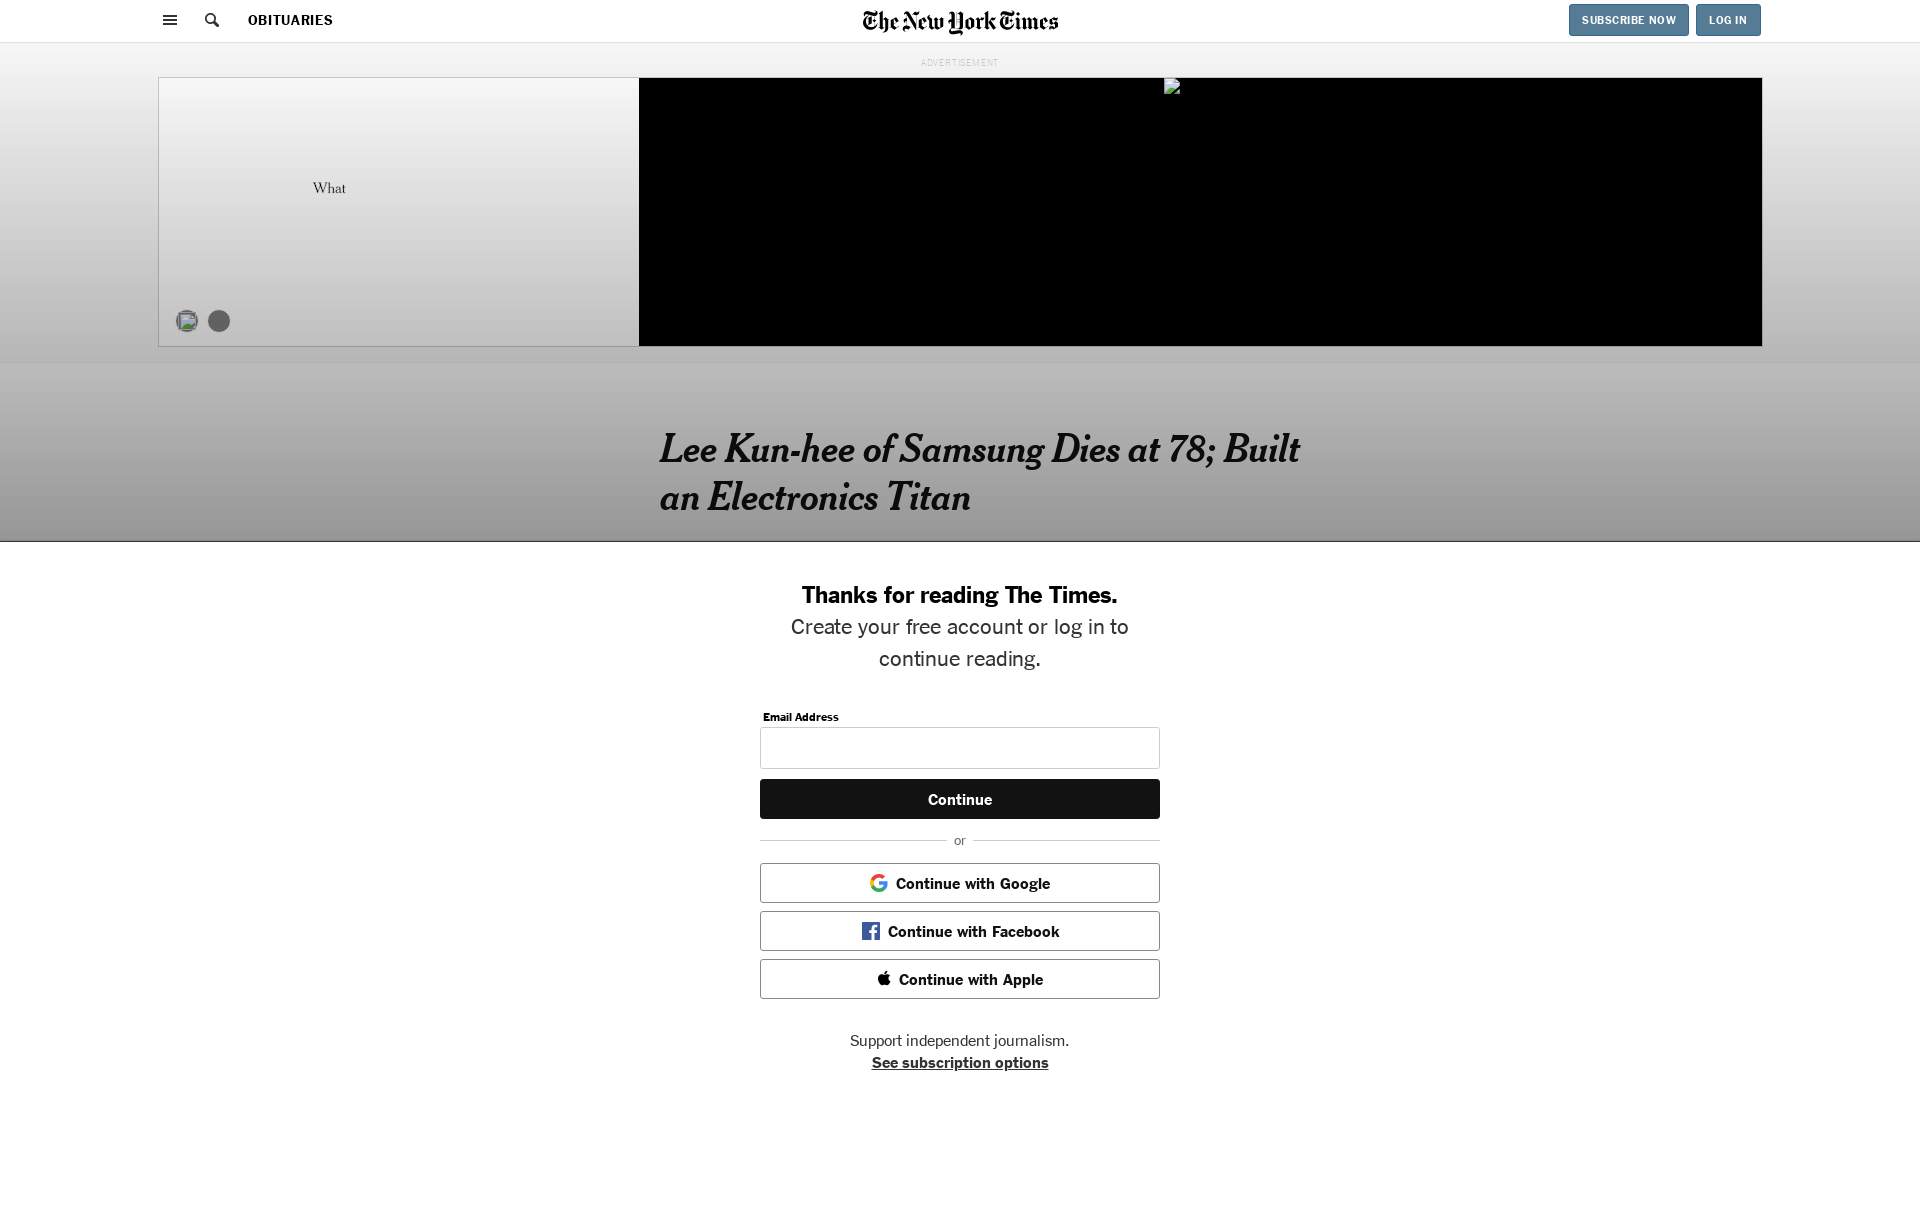 OBITUARIES
The New York Times
SUBSCRIBE NOW
LOG IN
ADVERTISEMENT
What
Lee Kun-hee of Samsung Dies at 78; Built
an Electronics Titan
Thanks for reading The Times.
Create your free account or log in to
continue reading.
Email Address
Continue
or
Continue with Google
Continue with Facebook
Continue with Apple
Support independent journalism.
See subscription options